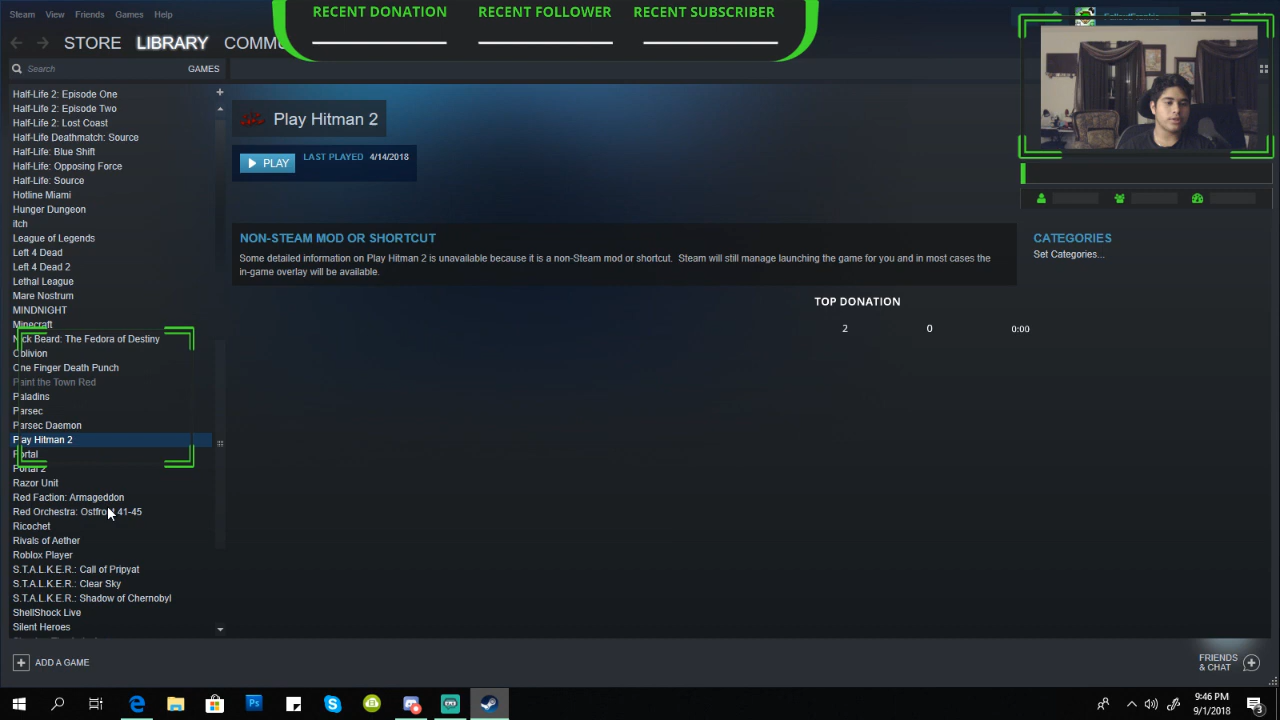 Steam View Friends Games Help
RECENT DONATION RECENT FOLLOWER RECENT SUBSCRIBER
STORE LIBRARY
Search GAMES
Half-Life 2: Episode One
Half-Life 2: Episode Two
Half-Life 2: Lost Coast
Half-Life Deathmatch: Source
Half-Life: Blue Shift
Half-Life: Opposing Force
Half-Life: Source
Hotline Miami
Hunger Dungeon
itch
League of Legends
Left 4 Dead
Left 4 Dead 2
Lethal League
Mare Nostrum
MINDNIGHT
Minecraft
Nick Beard: The Fedora of Destiny
Oblivion
One Finger Death Punch
Paint the Town Red
Paladins
Parsec
Parsec Daemon
Play Hitman 2
Portal
Portal 2
Razor Unit
Red Faction: Armageddon
Red Orchestra: Ostfront 41-45
Ricochet
Rivals of Aether
Roblox Player
S.T.A.L.K.E.R.: Call of Pripyat
S.T.A.L.K.E.R.: Clear Sky
S.T.A.L.K.E.R.: Shadow of Chernobyl
ShellShock Live
Silent Heroes
ADD A GAME
Play Hitman 2
PLAY LAST PLAYED 4/14/2018
NON-STEAM MOD OR SHORTCUT
Some detailed information on Play Hitman 2 is unavailable because it is a non-Steam mod or shortcut. Steam will still manage launching the game for you and in most cases the
in-game overlay will be available.
CATEGORIES
Set Categories...
TOP DONATION
2 0 0:00
FRIENDS
& CHAT
Ps
9:46 PM
9/1/2018
3